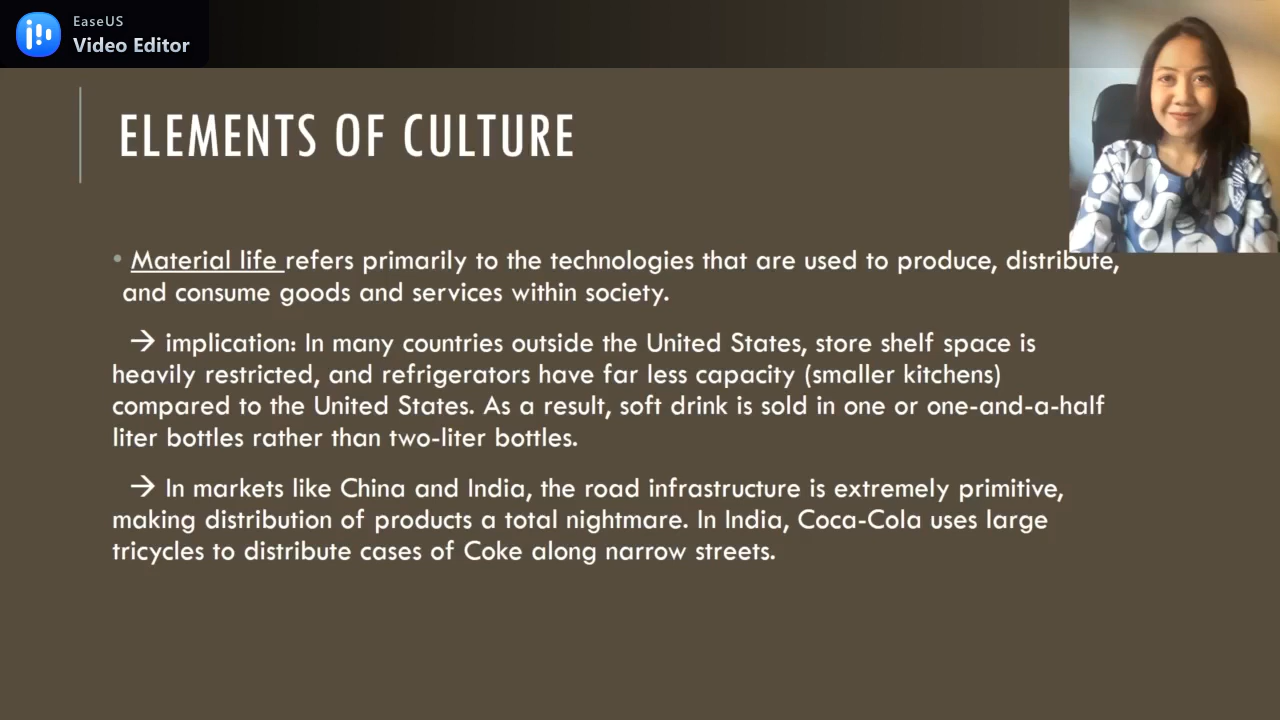 EaseUS
Video Editor
ELEMENTS OF CULTURE
• Material life refers primarily to the technologies that are used to produce, distribute,
and consume goods and services within society.
→ implication: In many countries outside the United States, store shelf space is
heavily restricted, and refrigerators have far less capacity (smaller kitchens)
compared to the United States. As a result, soft drink is sold in one or one-and-a-half
liter bottles rather than two-liter bottles.
→ In markets like China and India, the road infrastructure is extremely primitive,
making distribution of products a total nightmare. In India, Coca-Cola uses large
tricycles to distribute cases of Coke along narrow streets.